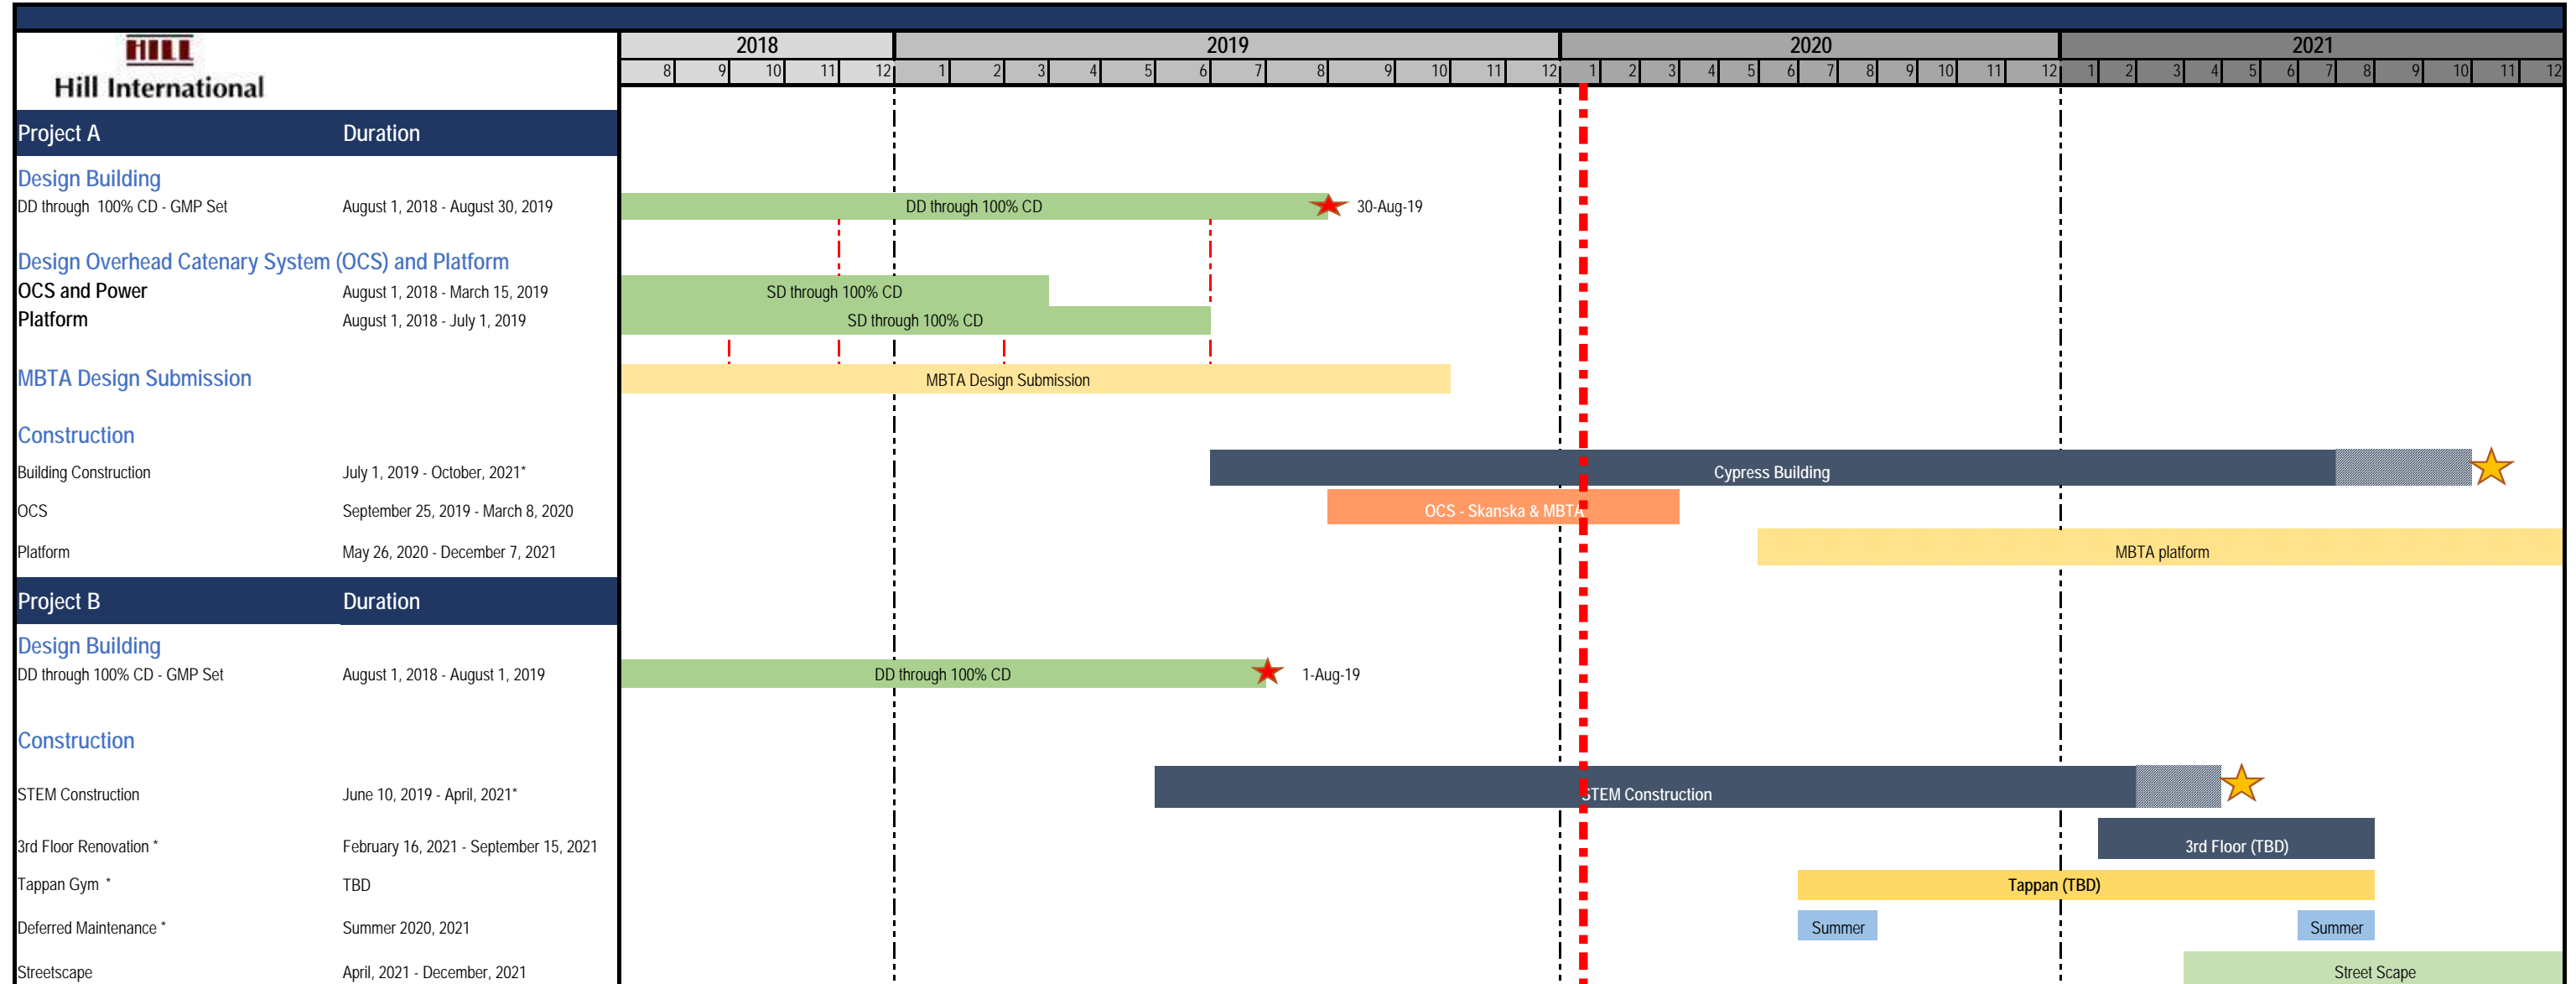 HILL
Hill International
2018 2019 2020 2021
8 9 10 11 12 1 2 3 4 5 6 7 8 9 10 11 12 1 2 3 4 5 6 7 8 9 10 11 12 1 2 3 4 5 6 7 8 9 10 11 12
Project A Duration
Design Building
DD through 100% CD - GMP Set August 1, 2018 - August 30, 2019 DD through 100% CD 30-Aug-19
Design Overhead Catenary System (OCS) and Platform
OCS and Power August 1, 2018 - March 15, 2019 SD through 100% CD
Platform August 1, 2018 - July 1, 2019 SD through 100% CD
MBTA Design Submission MBTA Design Submission
Construction
Building Construction July 1, 2019 - October, 2021* Cypress Building
OCS September 25, 2019 - March 8, 2020 OCS - Skanska & MBTA
Platform May 26, 2020 - December 7, 2021 MBTA platform
Project B Duration
Design Building
DD through 100% CD - GMP Set August 1, 2018 - August 1, 2019 DD through 100% CD 1-Aug-19
Construction
STEM Construction June 10, 2019 - April, 2021* STEM Construction
3rd Floor Renovation * February 16, 2021 - September 15, 2021 3rd Floor (TBD)
Tappan Gym * TBD Tappan (TBD)
Deferred Maintenance * Summer 2020, 2021 Summer Summer
Streetscape April, 2021 - December, 2021 Street Scape